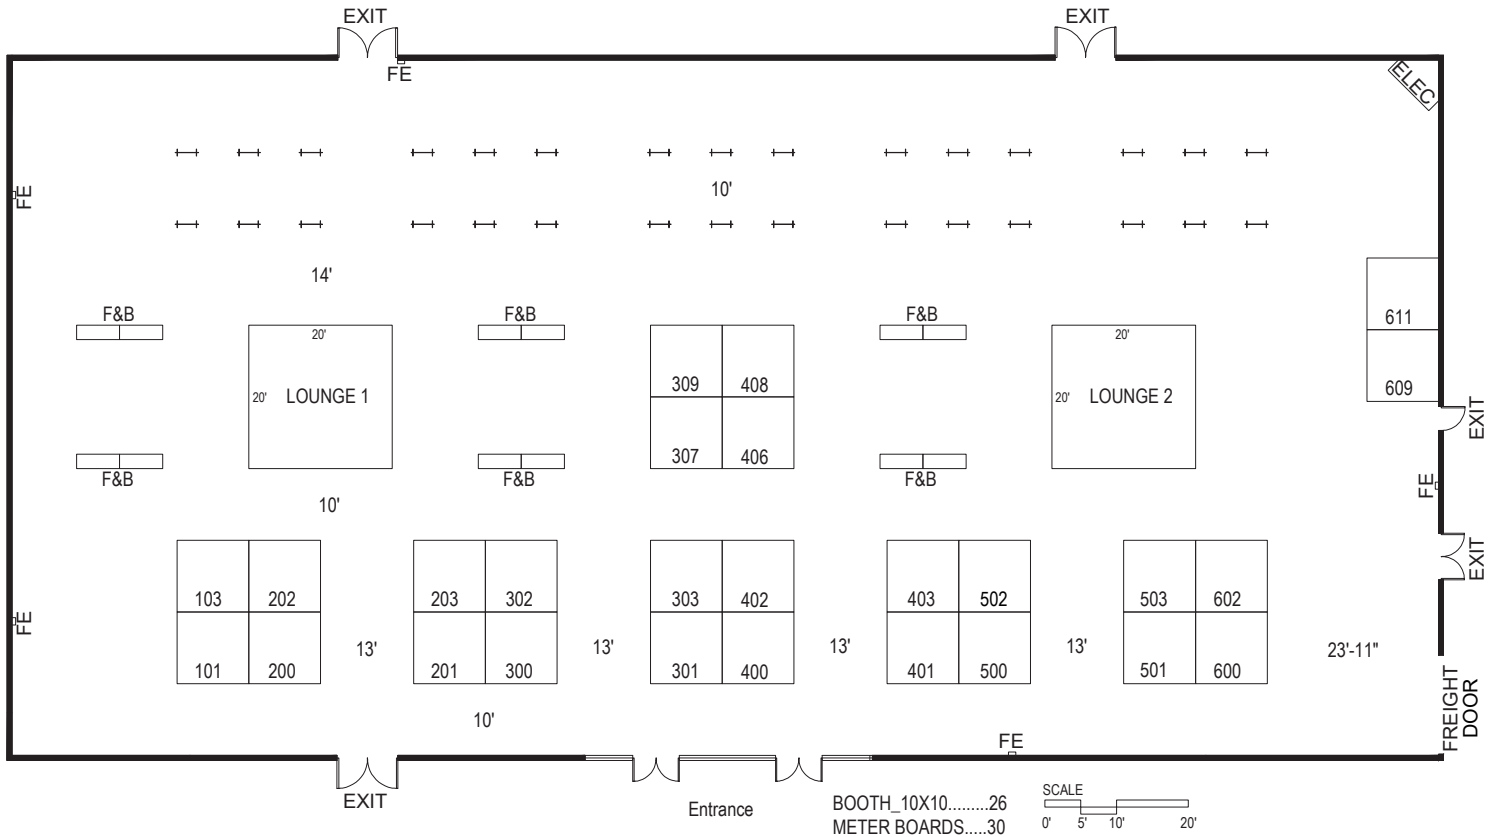 EXIT
EXIT
FE
ELEC
FE
10'
14'
F&B
F&B
F&B
611
20'
20'
309
408
20'
LOUNGE 1
20'
LOUNGE 2
609
EXIT
307
406
F&B
F&B
F&B
FE
10'
EXIT
103
202
203
302
303
402
403
502
503
602
FE
13'
13'
13'
13'
23'-11"
101
200
201
300
301
400
401
500
501
600
FREIGHT
DOOR
10'
FE
EXIT
Entrance
BOOTH_10X10.........26
METER BOARDS.....30
SCALE
0' 5' 10' 20'